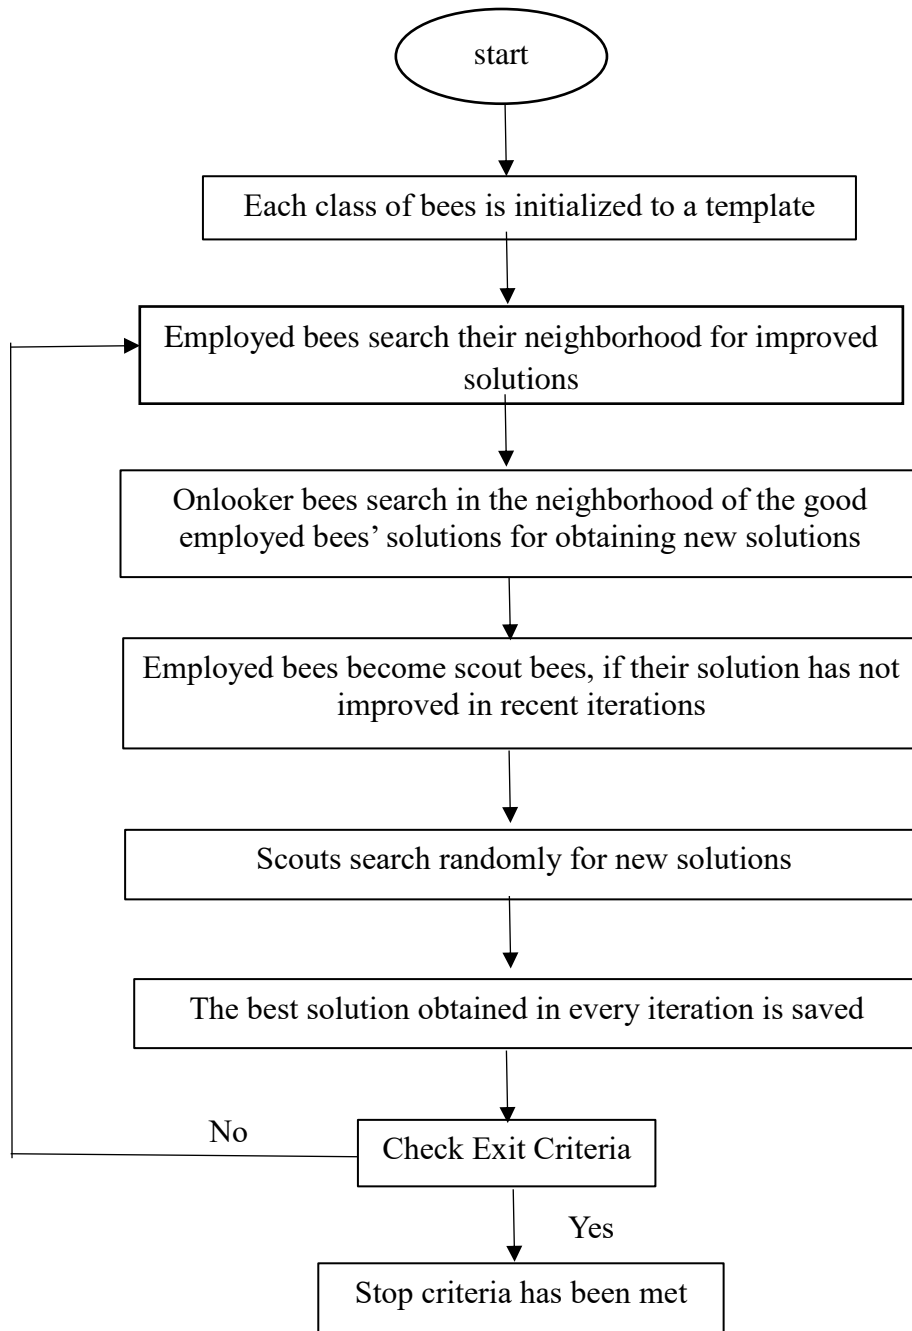 start
Each class of bees is initialized to a template
Employed bees search their neighborhood for improved
solutions
Onlooker bees search in the neighborhood of the good
employed bees’ solutions for obtaining new solutions
Employed bees become scout bees, if their solution has not
improved in recent iterations
Scouts search randomly for new solutions
The best solution obtained in every iteration is saved
No
Check Exit Criteria
Yes
Stop criteria has been met